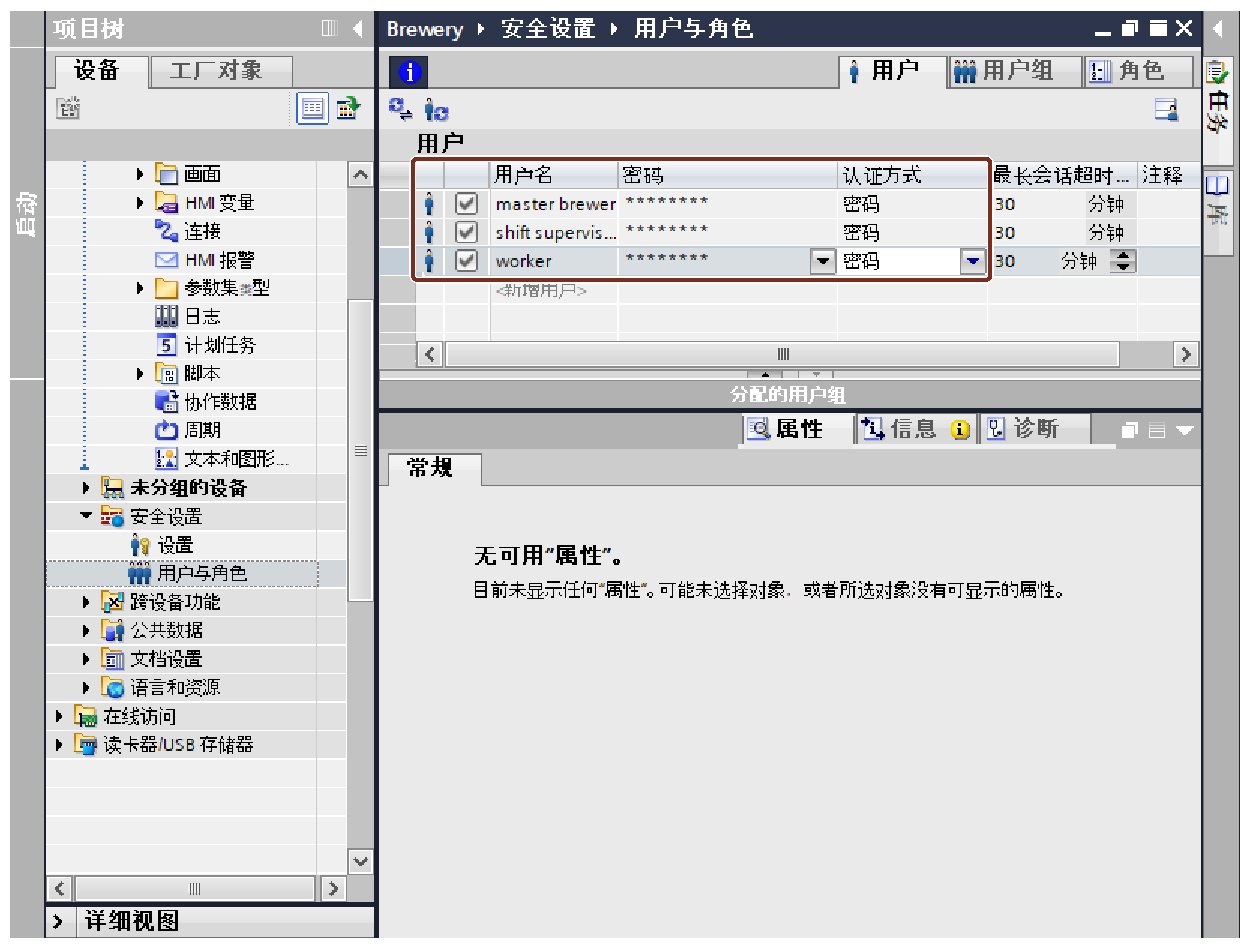 项目树
Brewery ▸ 安全设置 ▸ 用户与角色
设备
工厂对象
用户
用户组
角色
任务
库
启动
用户
用户名 密码 认证方式 最长会话超时... 注释
master brewer ******** 密码 30 分钟
shift supervis... ******** 密码 30 分钟
worker ******** 密码 30 分钟
<新增用户>
分配的用户组
属性
信息
诊断
常规
无可用"属性"。
目前未显示任何"属性"。可能未选择对象，或者所选对象没有可显示的属性。
画面
HMI 变量
连接
HMI 报警
参数集类型
日志
5 计划任务
脚本
协作数据
周期
文本和图形...
未分组的设备
安全设置
设置
用户与角色
跨设备功能
公共数据
文档设置
语言和资源
在线访问
读卡器/USB 存储器
详细视图